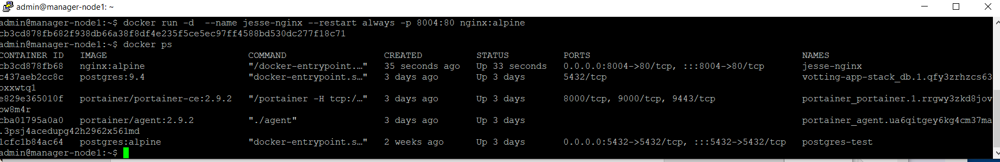 admin@manager-node1: ~
admin@manager-node1:~$ docker run -d  --name jesse-nginx --restart always -p 8004:80 nginx:alpine
cb3cd878fb682f938db66a38f8df4e235f5ce5ec97ff4588bd530dc277f18c71
admin@manager-node1:~$ docker ps
CONTAINER ID   IMAGE                          COMMAND                  CREATED          STATUS          PORTS                                       NAMES
cb3cd878fb68   nginx:alpine                   "/docker-entrypoint.…"   35 seconds ago   Up 33 seconds   0.0.0.0:8004->80/tcp, :::8004->80/tcp       jesse-nginx
c437aeb2cc8c   postgres:9.4                   "docker-entrypoint.s…"   3 days ago       Up 3 days       5432/tcp                                    votting-app-stack_db.1.qfy3zrhzcs63
oxxwtq1
e829e365010f   portainer/portainer-ce:2.9.2   "/portainer -H tcp:/…"   3 days ago       Up 3 days       8000/tcp, 9000/tcp, 9443/tcp                portainer_portainer.1.rrgwy3zkd8jov
ow8m4r
cba01795a0a0   portainer/agent:2.9.2          "./agent"                3 days ago       Up 3 days                                                   portainer_agent.ua6qitgey6kg4cm37ma
.3psj4acedupg42h2962x561md
1cfc1b84ac64   postgres:alpine                "docker-entrypoint.s…"   2 weeks ago      Up 3 days       0.0.0.0:5432->5432/tcp, :::5432->5432/tcp   postgres-test
admin@manager-node1:~$